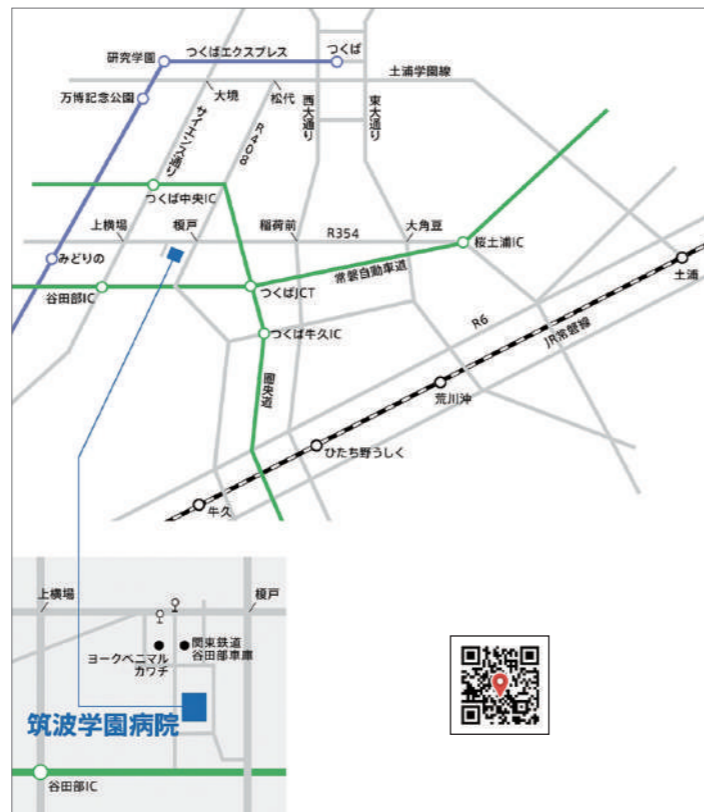 つくばエクスプレス
つくば
研究学園
土浦学園線
万博記念公園
大境
松代
サイエンス通り
R408
西大通り
東大通り
つくば中央IC
上横場
榎戸
稲荷前
R354
大角豆
桜土浦IC
みどりの
常磐自動車道
土浦
谷田部IC
つくばJCT
つくば牛久IC
R6
JR常磐線
圏央道
荒川沖
ひたち野うしく
牛久
上横場
榎戸
関東鉄道
谷田部車庫
ヨークベニマル
カワチ
筑波学園病院
谷田部IC